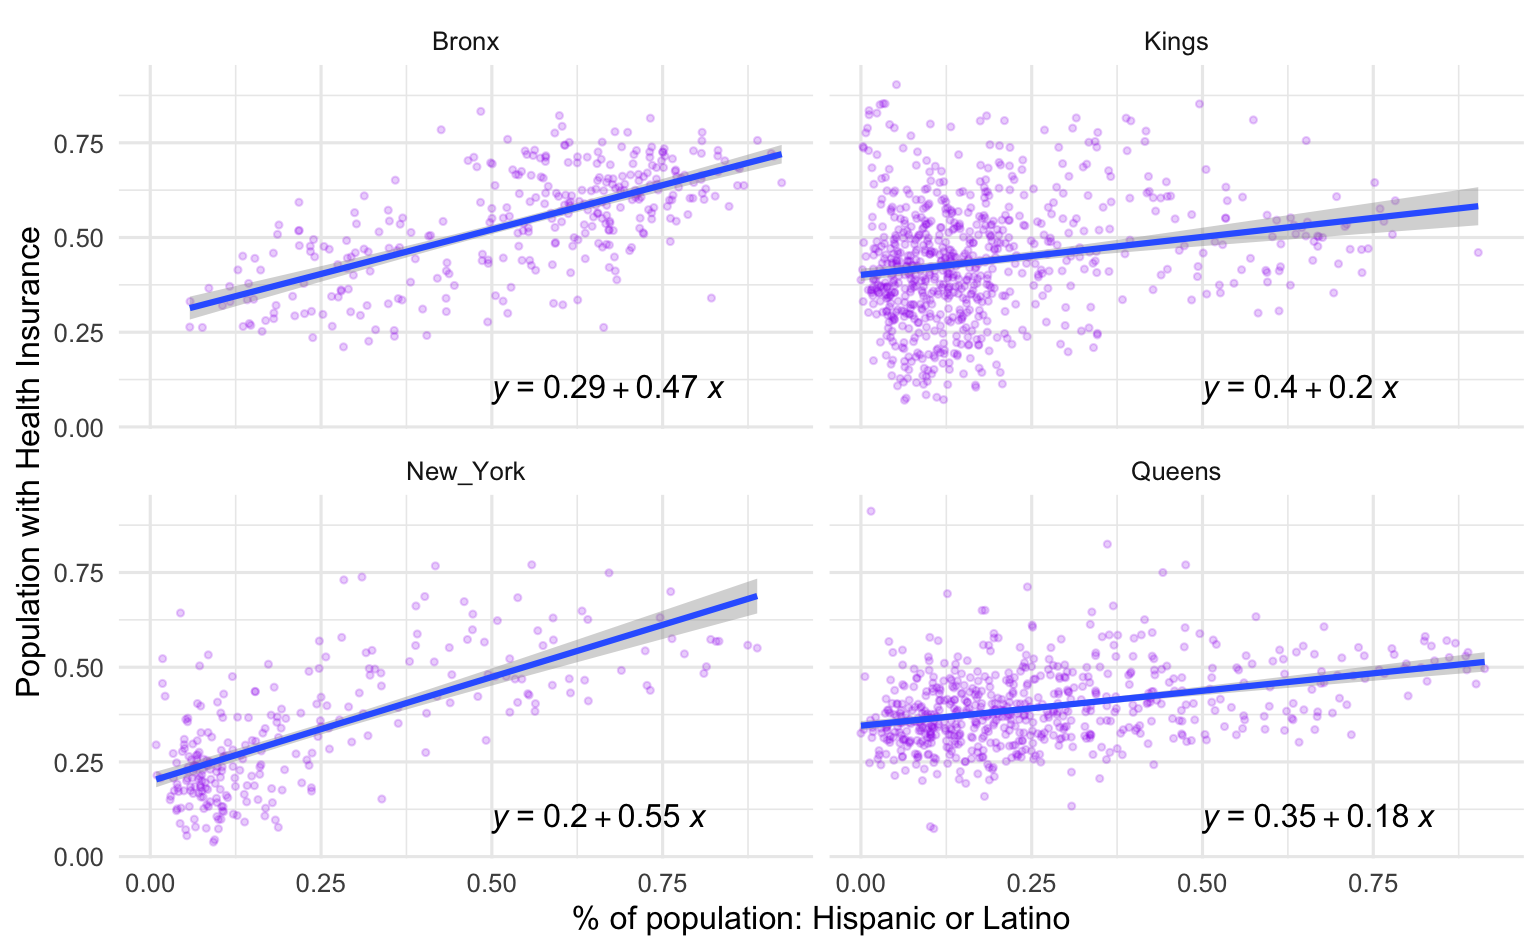 Bronx
Kings
0.75
0.50
0.25
0.00
y = 0.29 + 0.47 x
y = 0.4 + 0.2 x
New_York
Queens
0.75
0.50
0.25
0.00
y = 0.2 + 0.55 x
y = 0.35 + 0.18 x
0.00 0.25 0.50 0.75
0.00 0.25 0.50 0.75
% of population: Hispanic or Latino
Population with Health Insurance